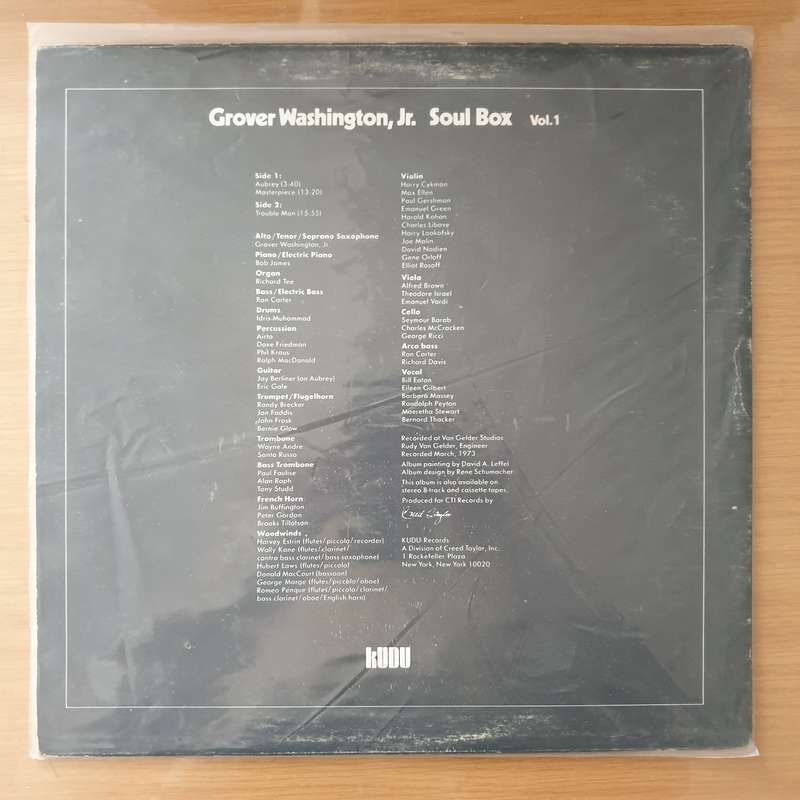 Grover Washington, Jr. Soul Box Vol.1
Side 1:
Aubrey (3:40)
Masterpiece (13:20)
Side 2:
Trouble Man (15:55)
Alto/Tenor/Soprano Saxophone
Grover Washington, Jr.
Piano/Electric Piano
Bob James
Organ
Richard Tee
Bass/Electric Bass
Ron Carter
Drums
Idris Muhammad
Percussion
Airto
Dave Friedman
Phil Kraus
Ralph MacDonald
Guitar
Jay Berliner (on Aubrey)
Eric Gale
Trumpet/Flugelhorn
Randy Brecker
Jon Faddis
John Frosk
Bernie Glow
Trombone
Wayne Andre
Santo Russo
Bass Trombone
Paul Faulise
Alan Raph
Tony Studd
French Horn
Jim Buffington
Peter Gordon
Brooks Tillotson
Woodwinds
Harvey Estrin (flutes/piccolo/recorder)
Wally Kane (flutes/clarinet/
contra bass clarinet/bass saxophone)
Hubert Laws (flutes/piccolo)
Donald MacCourt (bassoon)
George Marge (flutes/piccolo/oboe)
Romeo Penque (flutes/piccolo/clarinet/
bass clarinet/oboe/English horn)
Violin
Harry Cykman
Max Ellen
Paul Gershman
Emanuel Green
Harold Kohon
Charles Libove
Harry Lookofsky
Joe Malin
David Nadien
Gene Orloff
Elliot Rosoff
Viola
Alfred Brown
Theodore Israel
Emanuel Vardi
Cello
Seymour Barab
Charles McCracken
George Ricci
Arco bass
Ron Carter
Richard Davis
Vocal
Bill Eaton
Eileen Gilbert
Barbara Massey
Randolph Peyton
Maeretha Stewart
Bernard Thacker
Recorded at Van Gelder Studios
Rudy Van Gelder, Engineer
Recorded March, 1973
Album painting by David A. Leffel
Album design by Rene Schumacher
This album is also available on
stereo 8-track and cassette tapes.
Produced for CTI Records by
Creed Taylor
KUDU Records
A Division of Creed Taylor, Inc.
1 Rockefeller Plaza
New York, New York 10020
KUDU